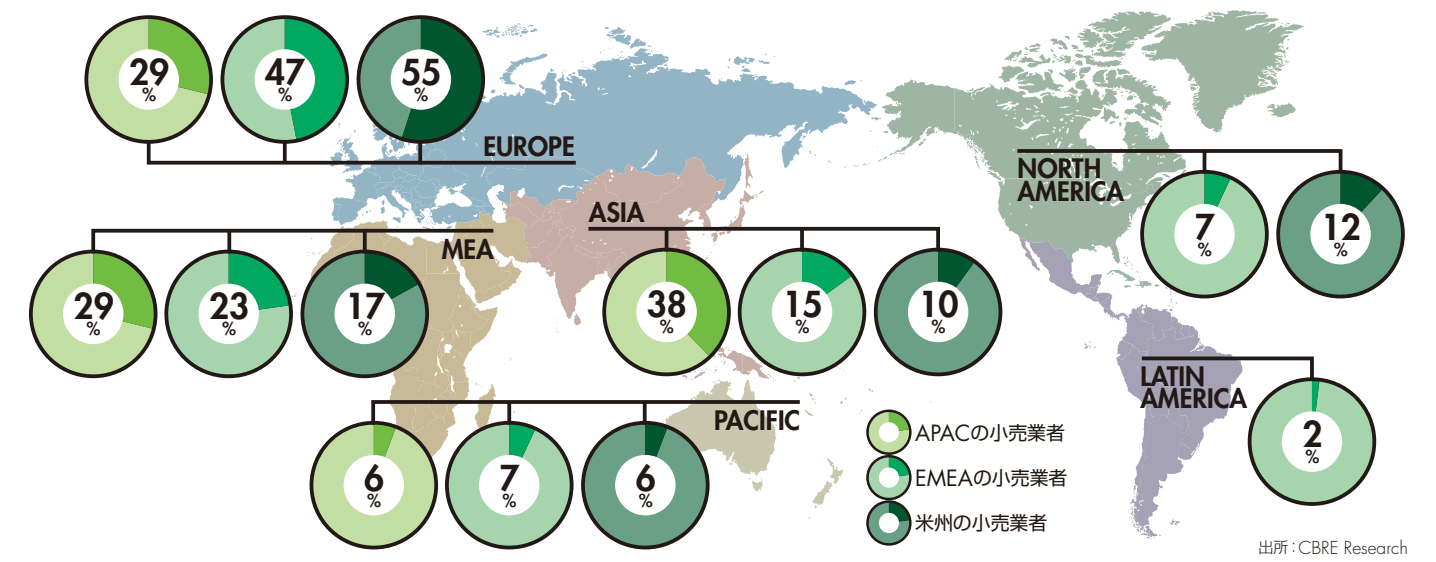 29
%
47
%
55
%
EUROPE
NORTH
AMERICA
7
%
12
%
MEA
29
%
23
%
17
%
ASIA
38
%
15
%
10
%
LATIN
AMERICA
2
%
PACIFIC
6
%
7
%
6
%
APACの小売業者
EMEAの小売業者
米州の小売業者
出所：CBRE Research